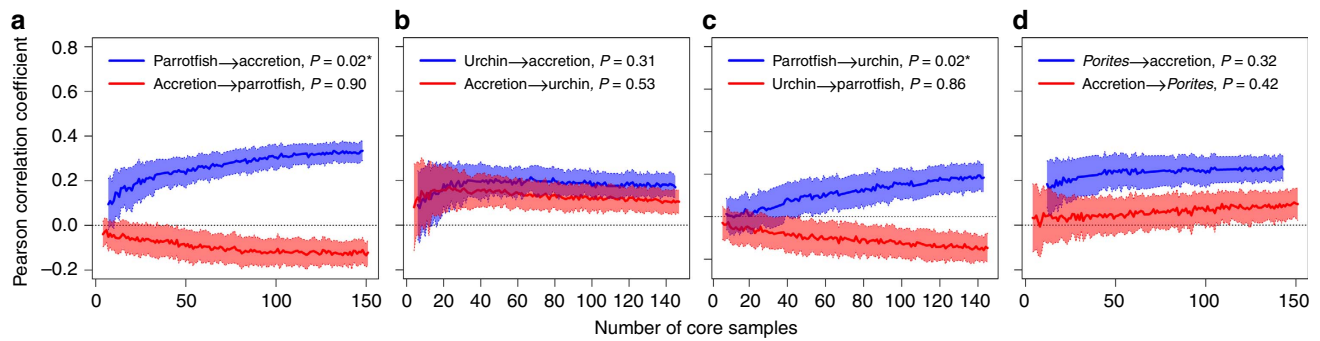 a
b
c
d
Pearson correlation coefficient
0.8
0.6
0.4
0.2
0.0
−0.2
Parrotfish→accretion, P = 0.02*
Accretion→parrotfish, P = 0.90
0 50 100 150
Urchin→accretion, P = 0.31
Accretion→urchin, P = 0.53
0 20 40 60 80 100 120 140
Parrotfish→urchin, P = 0.02*
Urchin→parrotfish, P = 0.86
0 20 40 60 80 100 120 140
Porites→accretion, P = 0.32
Accretion→Porites, P = 0.42
0 50 100 150
Number of core samples